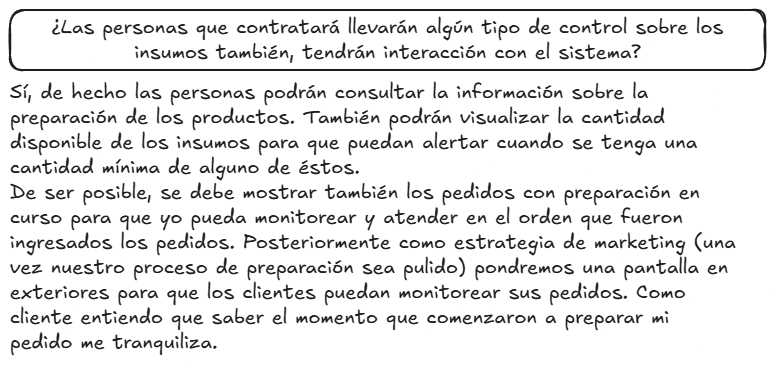 ¿Las personas que contratará llevarán algún tipo de control sobre los
insumos también, tendrán interacción con el sistema?
Sí, de hecho las personas podrán consultar la información sobre la
preparación de los productos. También podrán visualizar la cantidad
disponible de los insumos para que puedan alertar cuando se tenga una
cantidad mínima de alguno de éstos.
De ser posible, se debe mostrar también los pedidos con preparación en
curso para que yo pueda monitorear y atender en el orden que fueron
ingresados los pedidos. Posteriormente como estrategia de marketing (una
vez nuestro proceso de preparación sea pulido) pondremos una pantalla en
exteriores para que los clientes puedan monitorear sus pedidos. Como
cliente entiendo que saber el momento que comenzaron a preparar mi
pedido me tranquiliza.